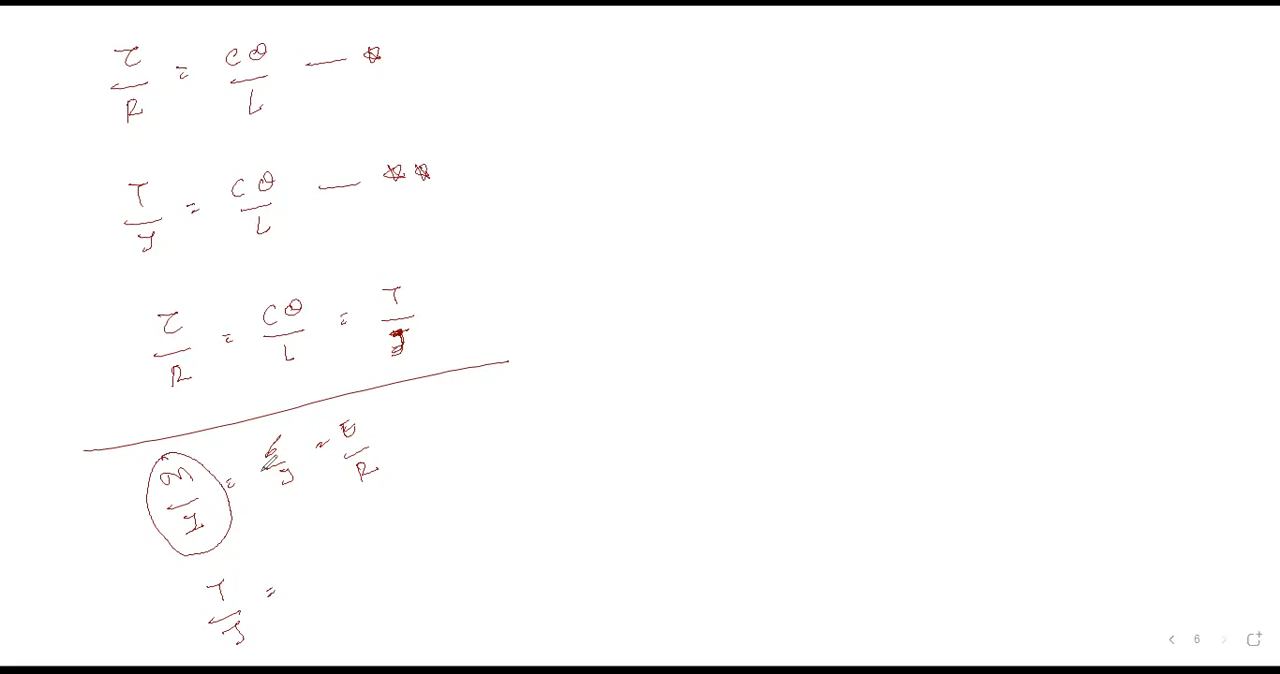 τ/R = Cθ/L — *
T/J = Cθ/L — **
τ/R = Cθ/L = T/J
M/I = σ/y = E/R
T/J =
6